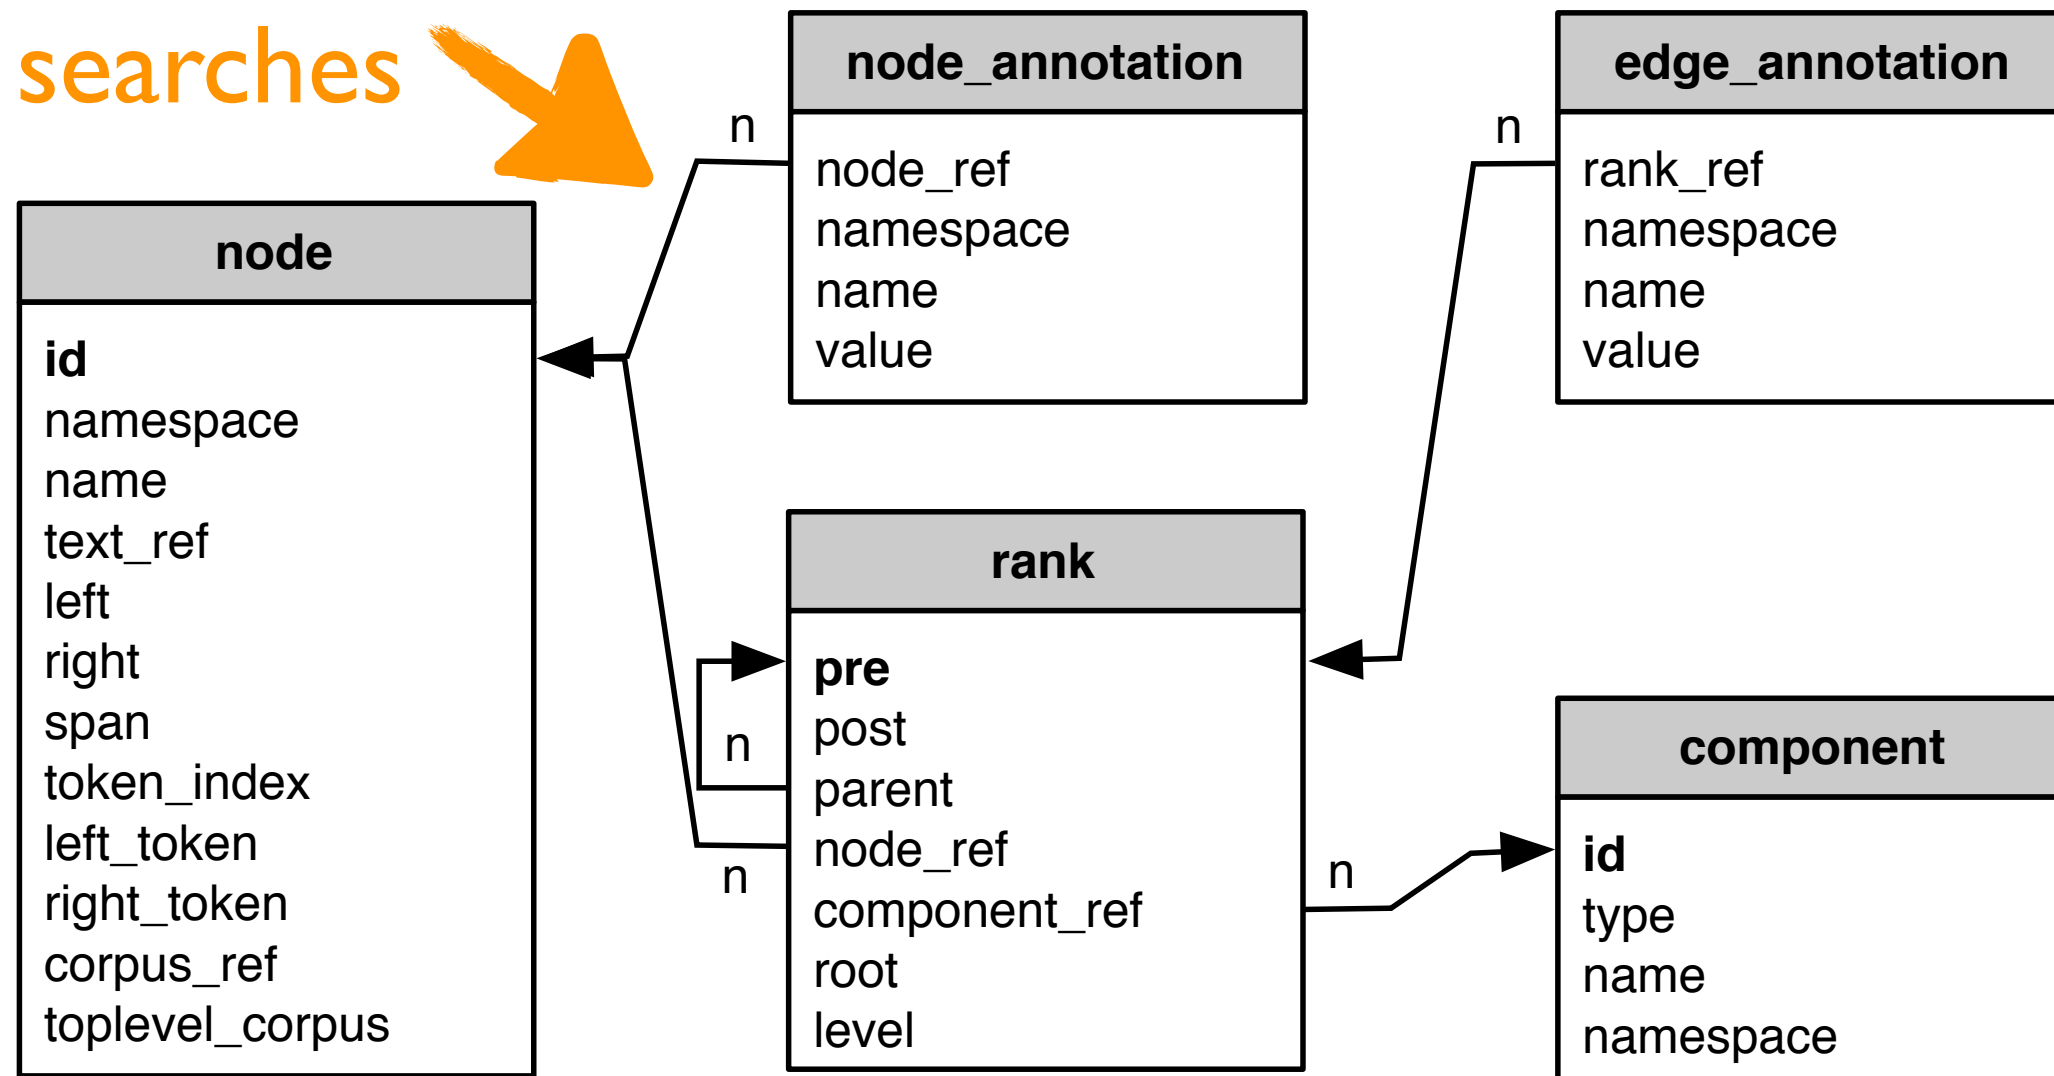 searches
node
id
namespace
name
text_ref
left
right
span
token_index
left_token
right_token
corpus_ref
toplevel_corpus
node_annotation
n
node_ref
namespace
name
value
rank
pre
post
n
parent
node_ref
n
component_ref
n
root
level
edge_annotation
n
rank_ref
namespace
name
value
component
id
type
name
namespace